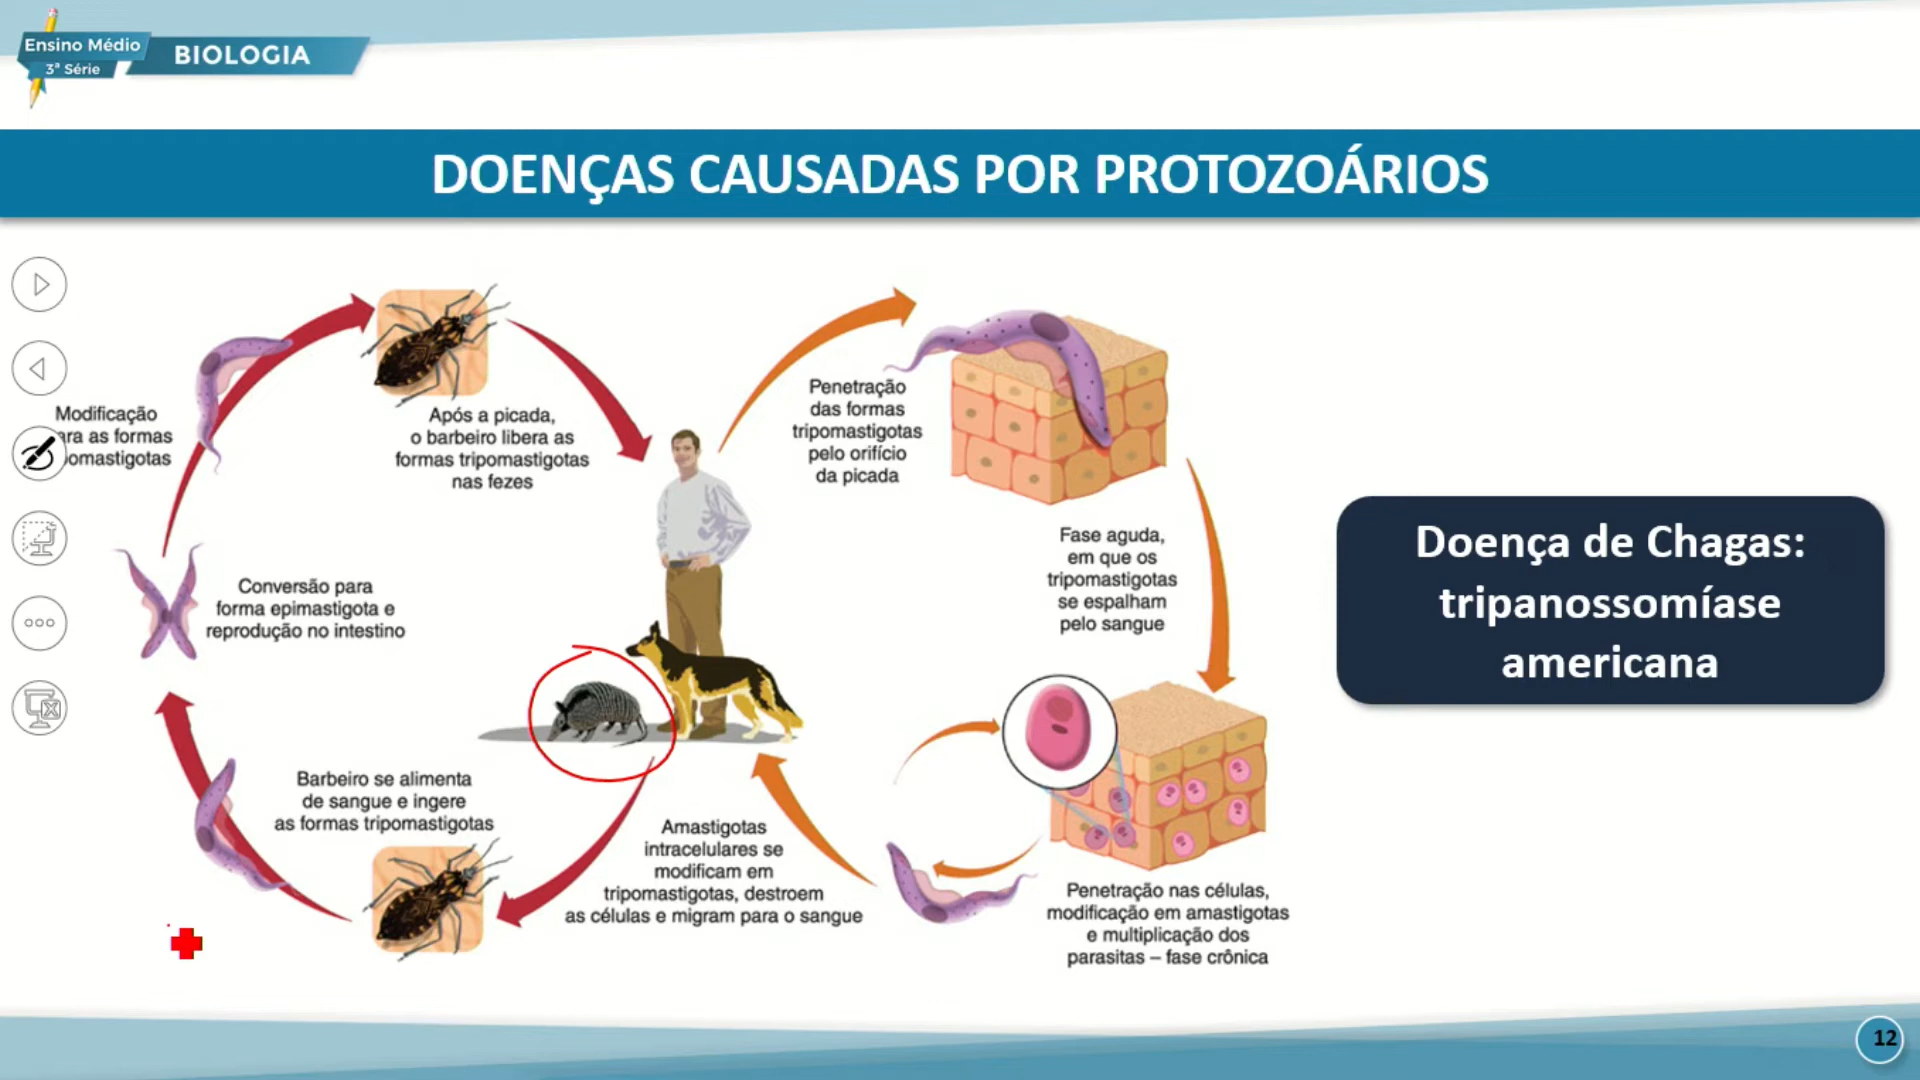 Ensino Médio
3ª Série
BIOLOGIA
DOENÇAS CAUSADAS POR PROTOZOÁRIOS
Modificação
ara as formas
omastigotas
Após a picada,
o barbeiro libera as
formas tripomastigotas
nas fezes
Penetração
das formas
tripomastigotas
pelo orifício
da picada
Fase aguda,
em que os
tripomastigotas
se espalham
pelo sangue
Conversão para
forma epimastigota e
reprodução no intestino
Barbeiro se alimenta
de sangue e ingere
as formas tripomastigotas
Amastigotas
intracelulares se
modificam em
tripomastigotas, destroem
as células e migram para o sangue
Penetração nas células,
modificação em amastigotas
e multiplicação dos
parasitas – fase crônica
Doença de Chagas:
tripanossomíase
americana
12